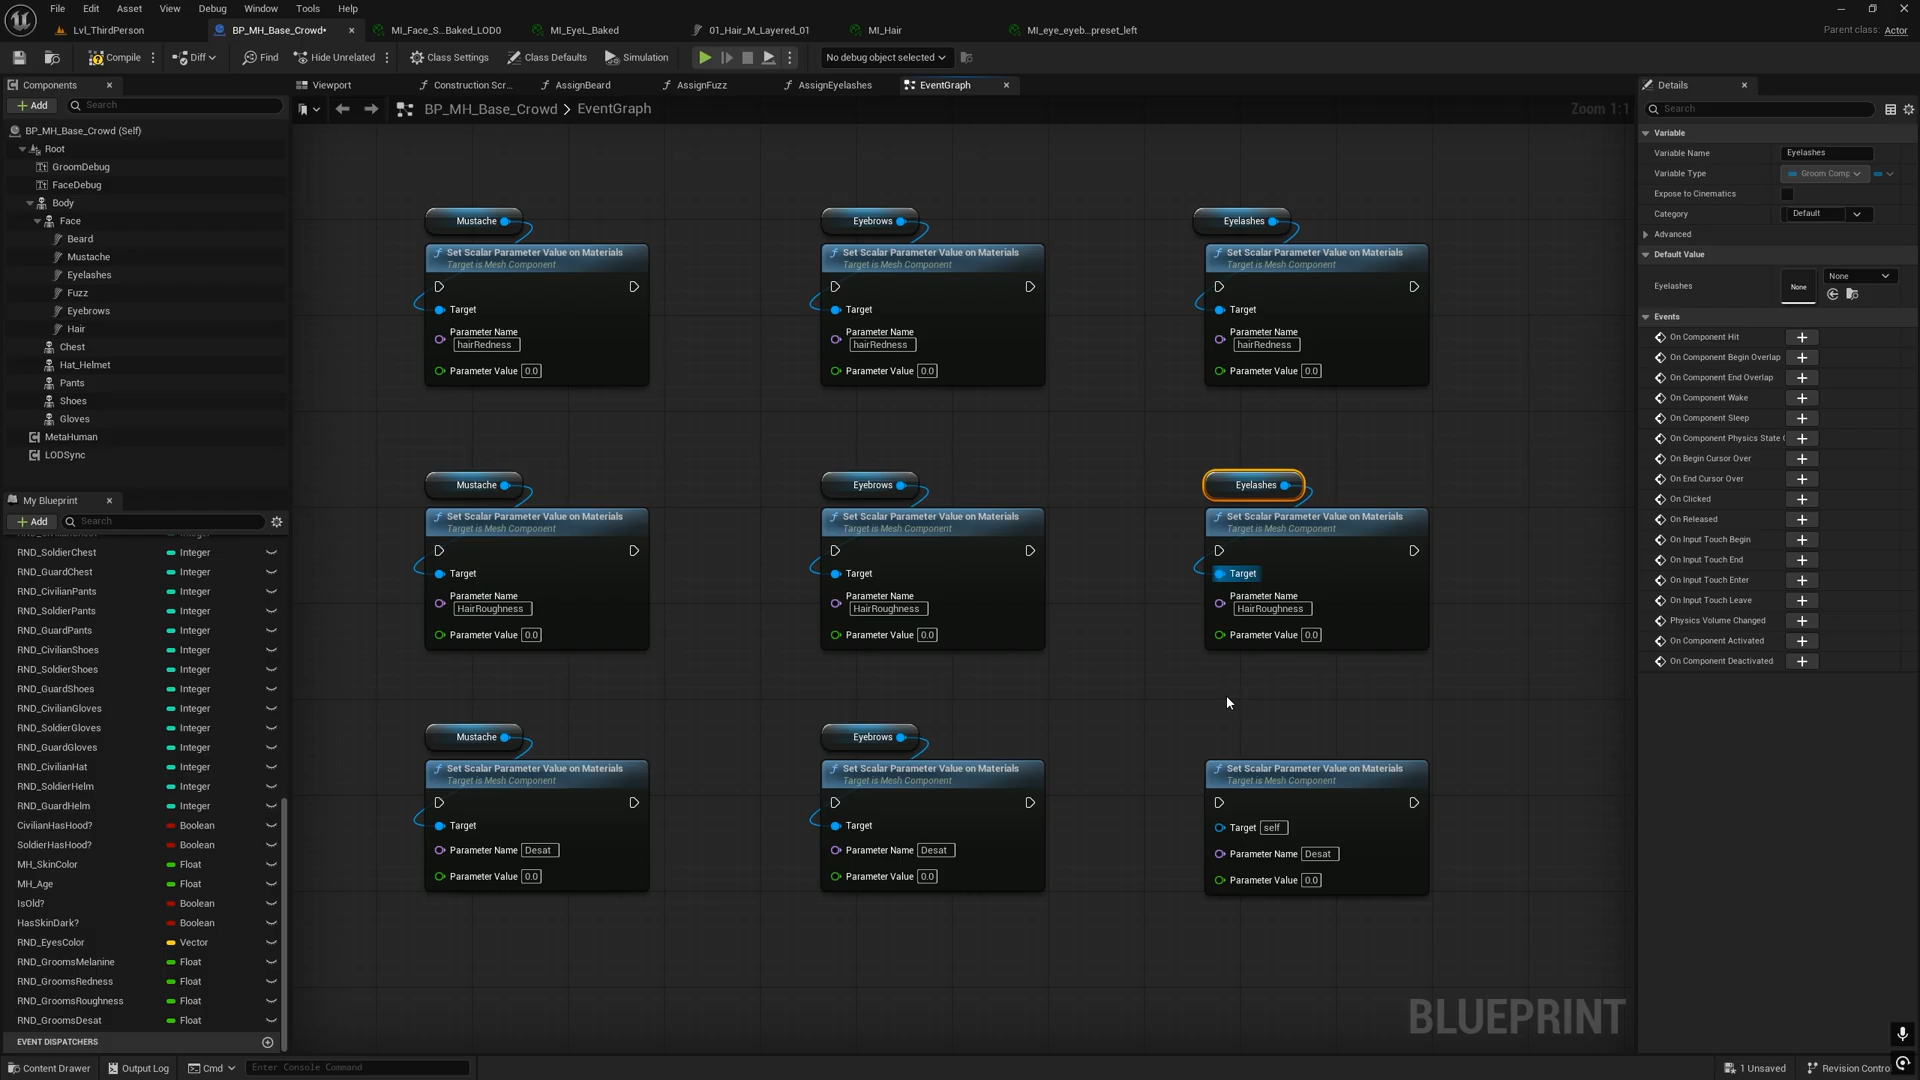 File Edit Asset View Debug Window Tools Help
Lvl_ThirdPerson
BP_MH_Base_Crowd•
MI_Face_S...Baked_LOD0
MI_EyeL_Baked
01_Hair_M_Layered_01
MI_Hair
MI_eye_eyeb...preset_left
Parent class: Actor
Compile
Diff
Find
Hide Unrelated
Class Settings
Class Defaults
Simulation
No debug object selected
Components
Add
Search
BP_MH_Base_Crowd (Self)
Root
GroomDebug
FaceDebug
Body
Face
Beard
Mustache
Eyelashes
Fuzz
Eyebrows
Hair
Chest
Hat_Helmet
Pants
Shoes
Gloves
MetaHuman
LODSync
My Blueprint
Add
Search
RND_SoldierChest Integer
RND_GuardChest Integer
RND_CivilianPants Integer
RND_SoldierPants Integer
RND_GuardPants Integer
RND_CivilianShoes Integer
RND_SoldierShoes Integer
RND_GuardShoes Integer
RND_CivilianGloves Integer
RND_SoldierGloves Integer
RND_GuardGloves Integer
RND_CivilianHat Integer
RND_SoldierHelm Integer
RND_GuardHelm Integer
CivilianHasHood? Boolean
SoldierHasHood? Boolean
MH_SkinColor Float
MH_Age Float
IsOld? Boolean
HasSkinDark? Boolean
RND_EyesColor Vector
RND_GroomsMelanine Float
RND_GroomsRedness Float
RND_GroomsRoughness Float
RND_GroomsDesat Float
EVENT DISPATCHERS
Viewport
Construction Scr...
AssignBeard
AssignFuzz
AssignEyelashes
EventGraph
BP_MH_Base_Crowd > EventGraph
Zoom 1:1
Mustache
Set Scalar Parameter Value on Materials
Target is Mesh Component
Target
Parameter Name
hairRedness
Parameter Value 0.0
Eyebrows
Set Scalar Parameter Value on Materials
Target is Mesh Component
Target
Parameter Name
hairRedness
Parameter Value 0.0
Eyelashes
Set Scalar Parameter Value on Materials
Target is Mesh Component
Target
Parameter Name
hairRedness
Parameter Value 0.0
Mustache
Set Scalar Parameter Value on Materials
Target is Mesh Component
Target
Parameter Name
HairRoughness
Parameter Value 0.0
Eyebrows
Set Scalar Parameter Value on Materials
Target is Mesh Component
Target
Parameter Name
HairRoughness
Parameter Value 0.0
Eyelashes
Set Scalar Parameter Value on Materials
Target is Mesh Component
Target
Parameter Name
HairRoughness
Parameter Value 0.0
Mustache
Set Scalar Parameter Value on Materials
Target is Mesh Component
Target
Parameter Name Desat
Parameter Value 0.0
Eyebrows
Set Scalar Parameter Value on Materials
Target is Mesh Component
Target
Parameter Name Desat
Parameter Value 0.0
Set Scalar Parameter Value on Materials
Target is Mesh Component
Target self
Parameter Name Desat
Parameter Value 0.0
BLUEPRINT
Details
Search
Variable
Variable Name Eyelashes
Variable Type Groom Comp
Expose to Cinematics
Category Default
Advanced
Default Value
Eyelashes None None
Events
On Component Hit
On Component Begin Overlap
On Component End Overlap
On Component Wake
On Component Sleep
On Component Physics State
On Begin Cursor Over
On End Cursor Over
On Clicked
On Released
On Input Touch Begin
On Input Touch End
On Input Touch Enter
On Input Touch Leave
Physics Volume Changed
On Component Activated
On Component Deactivated
Content Drawer
Output Log
Cmd
Enter Console Command
1 Unsaved
Revision Contro